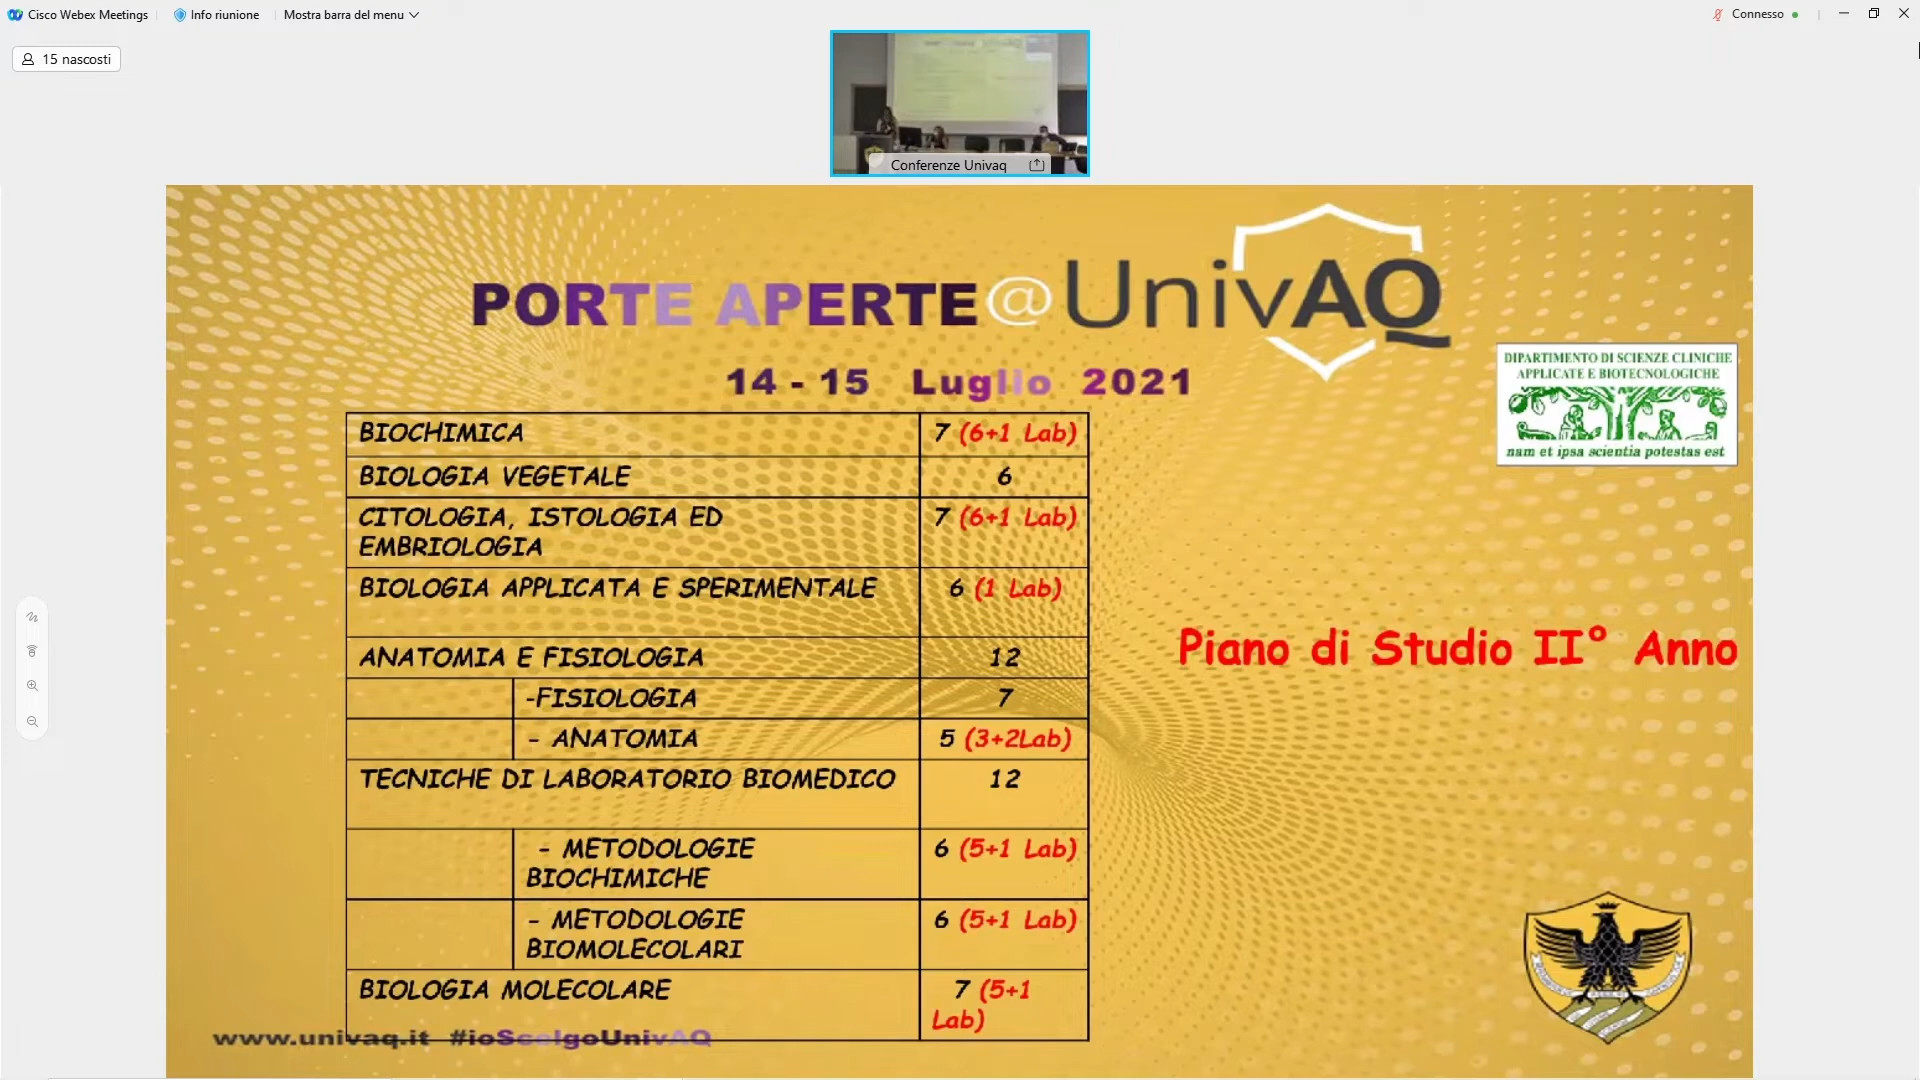 Cisco Webex Meetings
Info riunione
Mostra barra del menu
Connesso
15 nascosti
Conferenze Univaq
PORTE APERTE@UnivAQ
14 - 15 Luglio 2021
DIPARTIMENTO DI SCIENZE CLINICHE
APPLICATE E BIOTECNOLOGICHE
nam et ipsa scientia potestas est
BIOCHIMICA 7 (6+1 Lab)
BIOLOGIA VEGETALE 6
CITOLOGIA, ISTOLOGIA ED 7 (6+1 Lab)
EMBRIOLOGIA
BIOLOGIA APPLICATA E SPERIMENTALE 6 (1 Lab)
ANATOMIA E FISIOLOGIA 12
-FISIOLOGIA 7
- ANATOMIA 5 (3+2Lab)
TECNICHE DI LABORATORIO BIOMEDICO 12
- METODOLOGIE 6 (5+1 Lab)
BIOCHIMICHE
- METODOLOGIE 6 (5+1 Lab)
BIOMOLECOLARI
BIOLOGIA MOLECOLARE 7 (5+1
Lab)
Piano di Studio II° Anno
www.univaq.it #ioScelgoUnivAQ